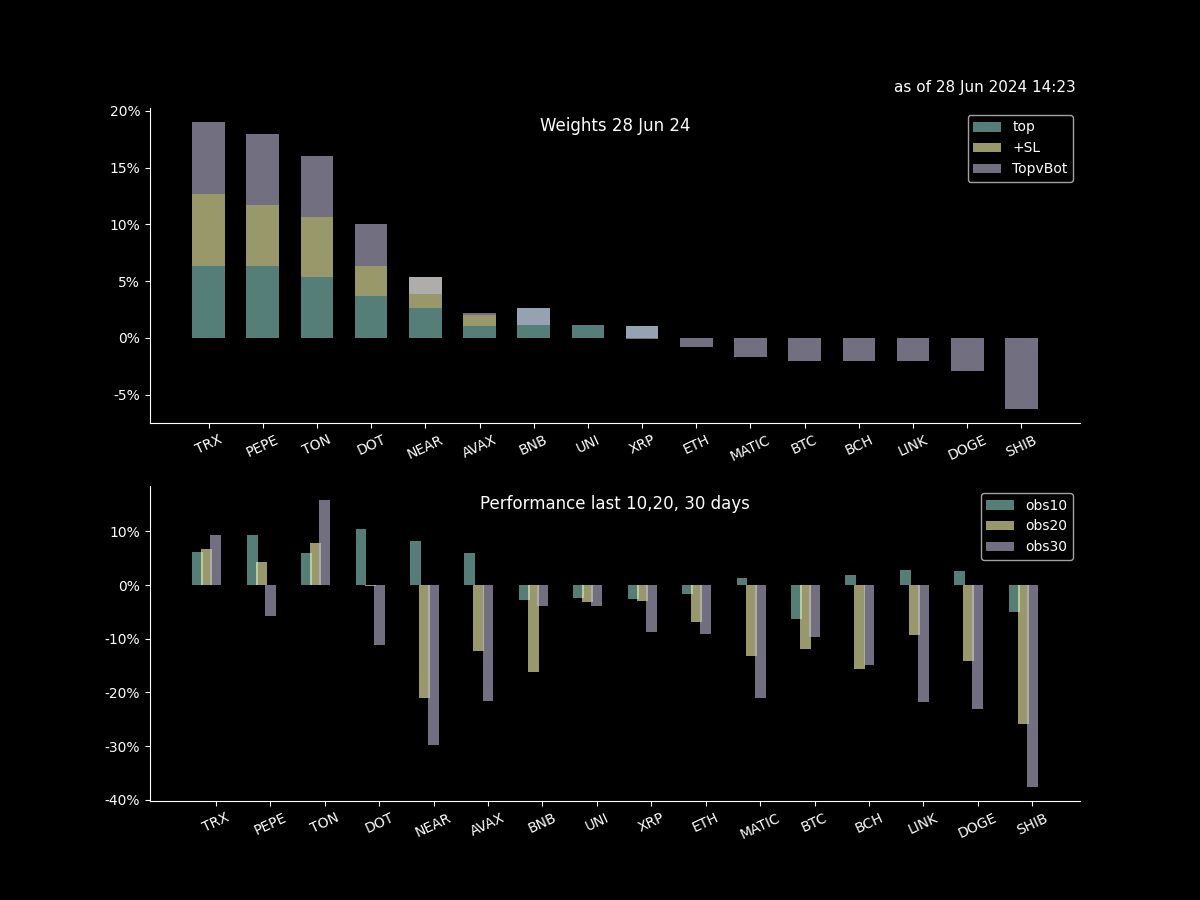 as of 28 Jun 2024 14:23
Weights 28 Jun 24
top
+SL
TopvBot
20%
15%
10%
5%
0%
-5%
TRX PEPE TON DOT NEAR AVAX BNB UNI XRP ETH MATIC BTC BCH LINK DOGE SHIB
Performance last 10,20, 30 days
obs10
obs20
obs30
10%
0%
-10%
-20%
-30%
-40%
TRX PEPE TON DOT NEAR AVAX BNB UNI XRP ETH MATIC BTC BCH LINK DOGE SHIB